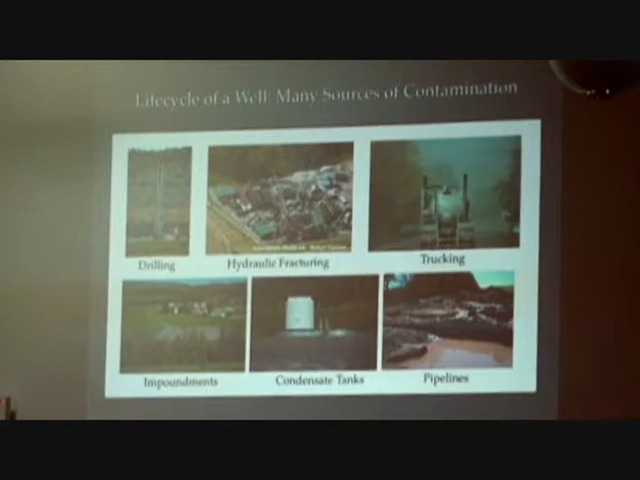 Lifecycle of a Well: Many Sources of Contamination
Drilling
Hydraulic Fracturing
Trucking
Impoundments
Condensate Tanks
Pipelines